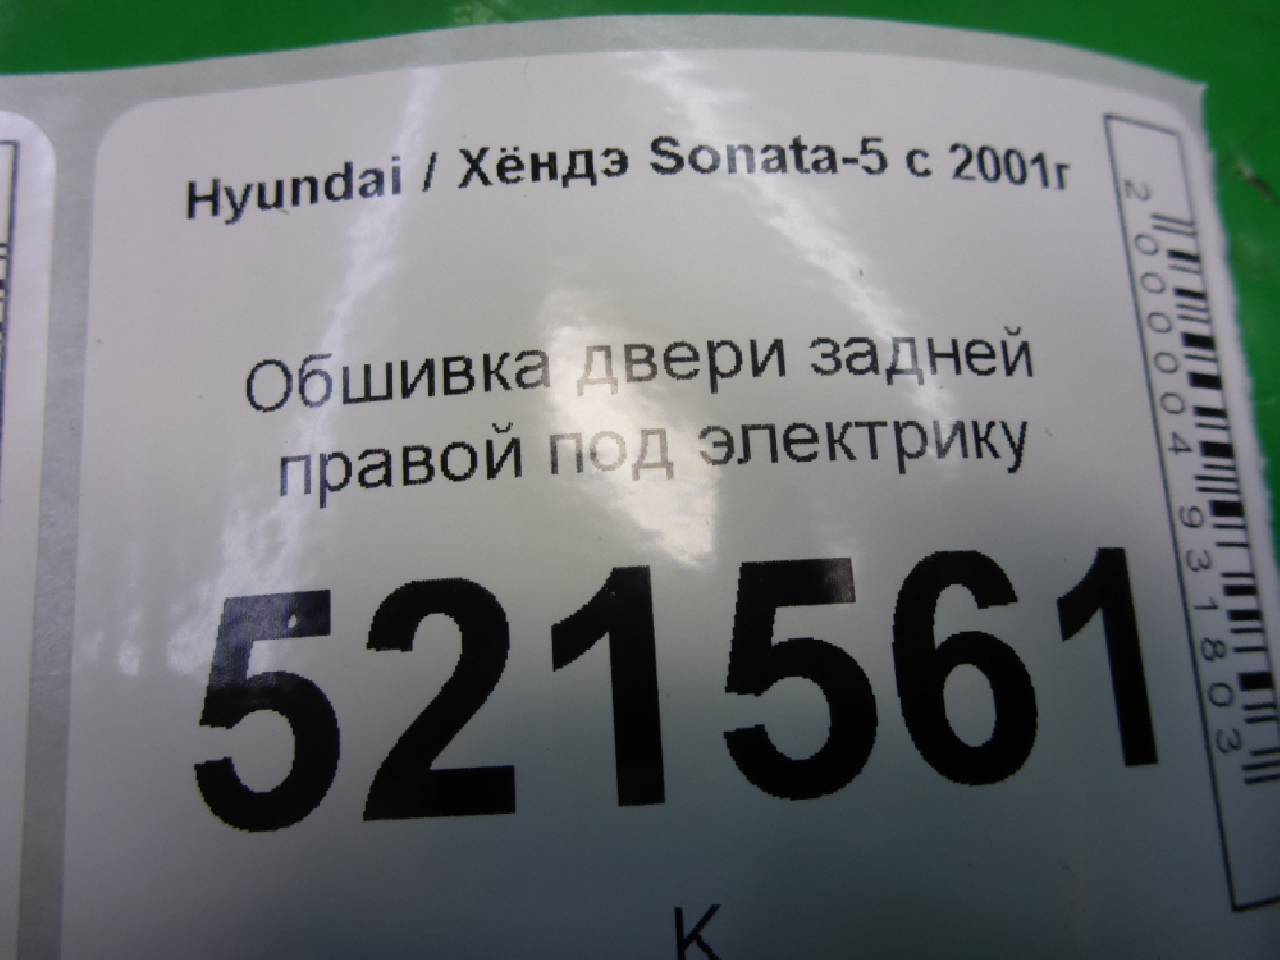 Hyundai / Хёндэ Sonata-5 с 2001г
Обшивка двери задней
правой под электрику
521561
К
2000004931803